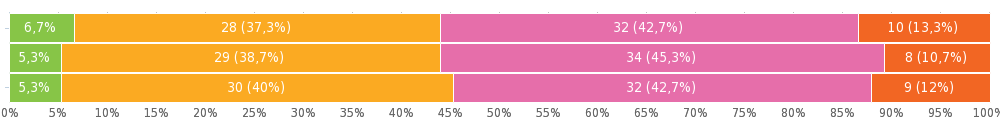 6,7% 28 (37,3%) 32 (42,7%) 10 (13,3%)
5,3% 29 (38,7%) 34 (45,3%) 8 (10,7%)
5,3% 30 (40%) 32 (42,7%) 9 (12%)
0% 5% 10% 15% 20% 25% 30% 35% 40% 45% 50% 55% 60% 65% 70% 75% 80% 85% 90% 95% 100%